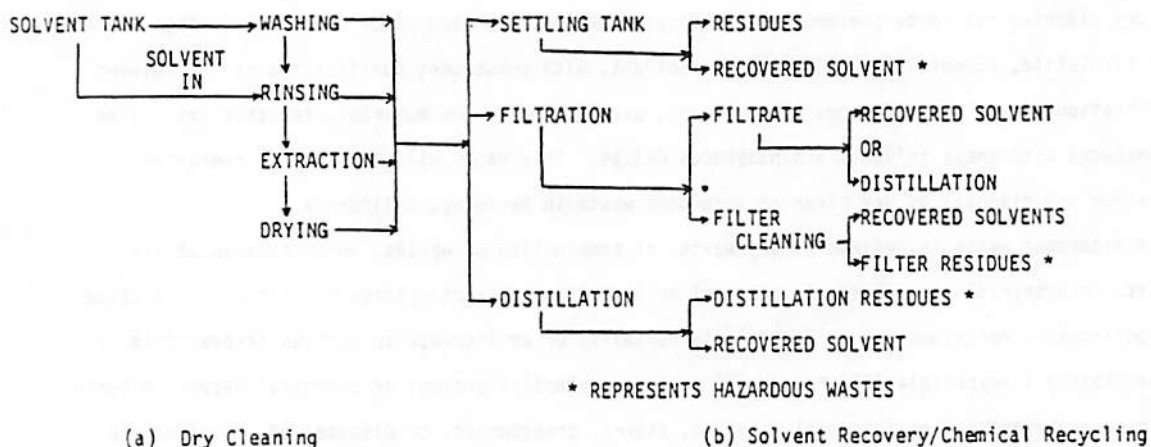 SOLVENT TANK
WASHING
SOLVENT
IN
RINSING
EXTRACTION
DRYING
SETTLING TANK
RESIDUES
RECOVERED SOLVENT *
FILTRATION
FILTRATE
RECOVERED SOLVENT
OR
DISTILLATION
FILTER
CLEANING
RECOVERED SOLVENTS
FILTER RESIDUES *
DISTILLATION
DISTILLATION RESIDUES *
RECOVERED SOLVENT
* REPRESENTS HAZARDOUS WASTES
(a) Dry Cleaning
(b) Solvent Recovery/Chemical Recycling